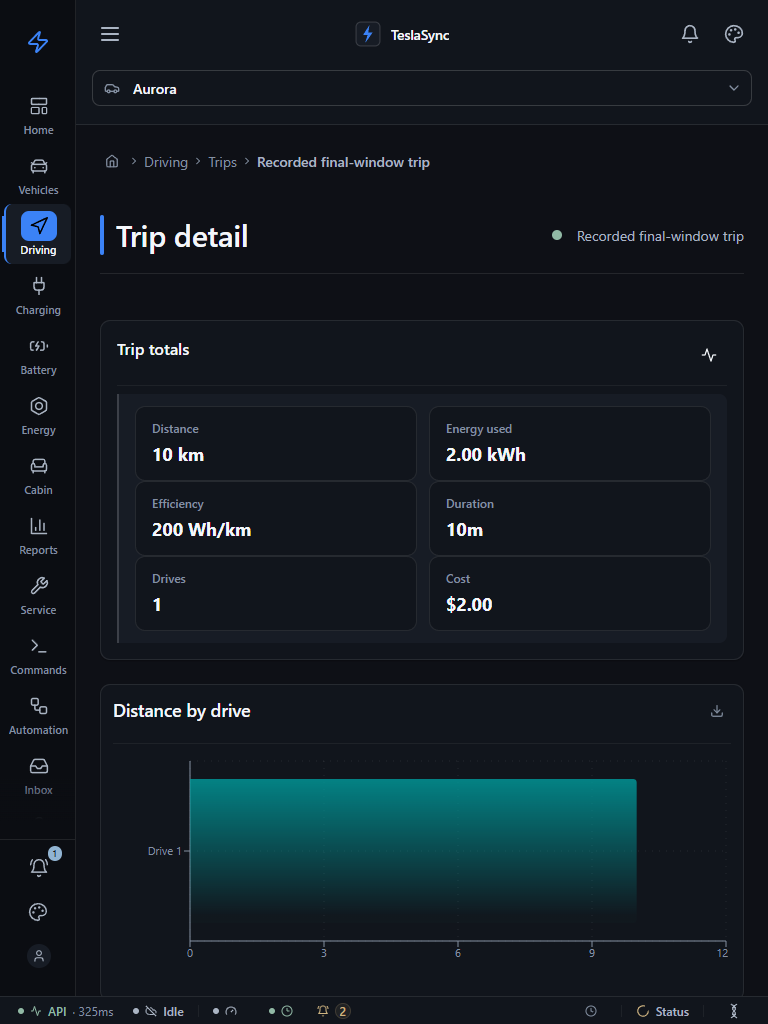 TeslaSync
Aurora
Home
Vehicles
Driving
Charging
Battery
Energy
Cabin
Reports
Service
Commands
Automation
Inbox
1
Driving
Trips
Recorded final-window trip
Trip detail
Recorded final-window trip
Trip totals
Distance
10 km
Energy used
2.00 kWh
Efficiency
200 Wh/km
Duration
10m
Drives
1
Cost
$2.00
Distance by drive
Drive 1
0 3 6 9 12
API · 325ms
Idle
2
Status